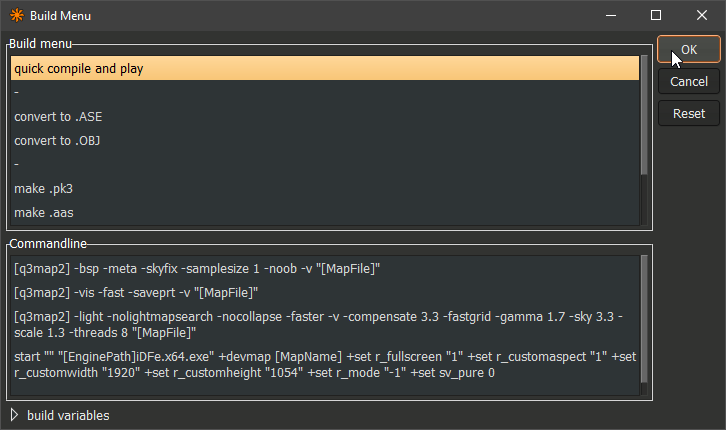 Build Menu
Build menu
OK
quick compile and play
-
Cancel
convert to .ASE
Reset
convert to .OBJ
-
make .pk3
make .aas
Commandline
[q3map2] -bsp -meta -skyfix -samplesize 1 -noob -v "[MapFile]"
[q3map2] -vis -fast -saveprt -v "[MapFile]"
[q3map2] -light -nolightmapsearch -nocollapse -faster -v -compensate 3.3 -fastgrid -gamma 1.7 -sky 3.3 -
scale 1.3 -threads 8 "[MapFile]"
start "" "[EnginePath]iDFe.x64.exe" +devmap [MapName] +set r_fullscreen "1" +set r_customaspect "1" +set
r_customwidth "1920" +set r_customheight "1054" +set r_mode "-1" +set sv_pure 0
build variables